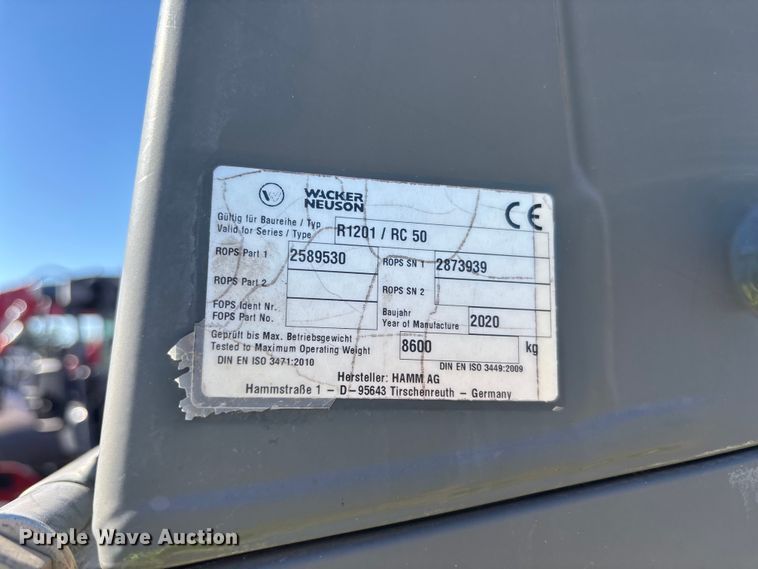 WACKER
NEUSON
CE
Gültig für Baureihe / Typ
Valid for Series / Type
R1201 / RC 50
ROPS Part 1 2589530 ROPS SN 1 2873939
ROPS Part 2 ROPS SN 2
FOPS Ident Nr.
FOPS Part No.
Baujahr
Year of Manufacture 2020
Geprüft bis Max. Betriebsgewicht
Tested to Maximum Operating Weight
8600 kg
DIN EN ISO 3471:2010 DIN EN ISO 3449:2009
Hersteller: HAMM AG
Hammstraße 1 - D-95643 Tirschenreuth - Germany
Purple Wave Auction